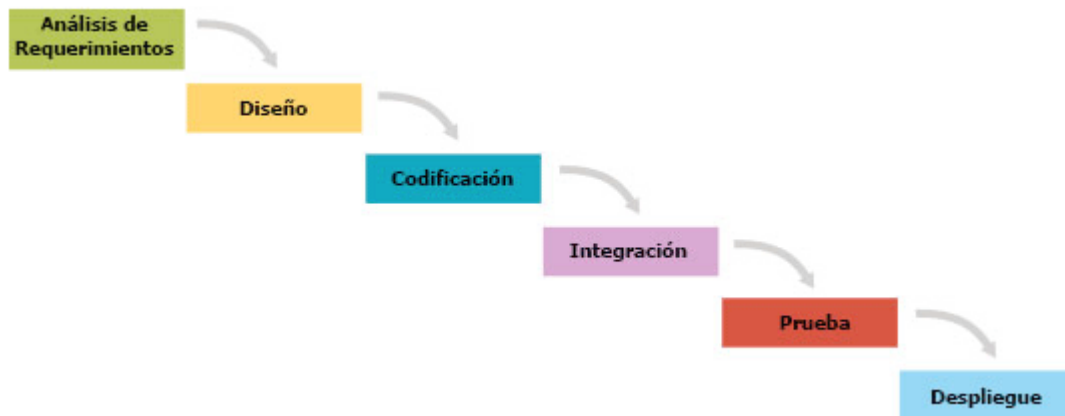 Análisis de
Requerimientos
Diseño
Codificación
Integración
Prueba
Despliegue